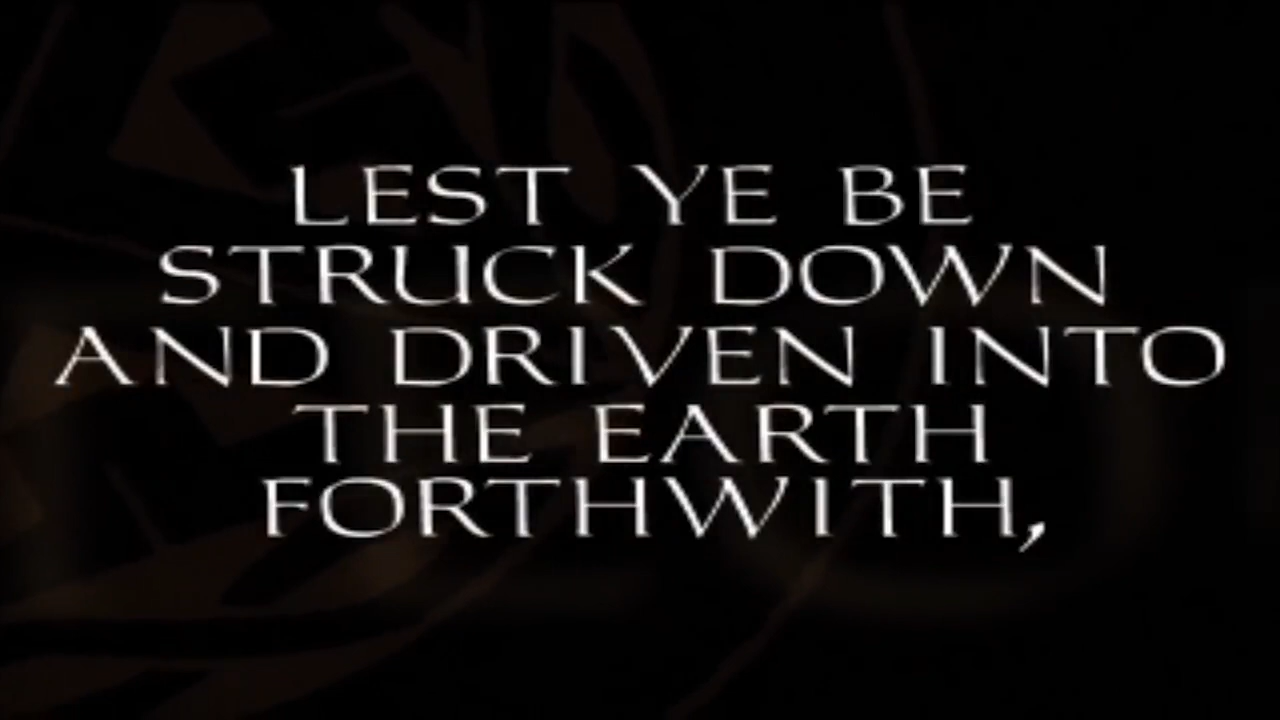 LEST YE BE
STRUCK DOWN
AND DRIVEN INTO
THE EARTH
FORTHWITH,